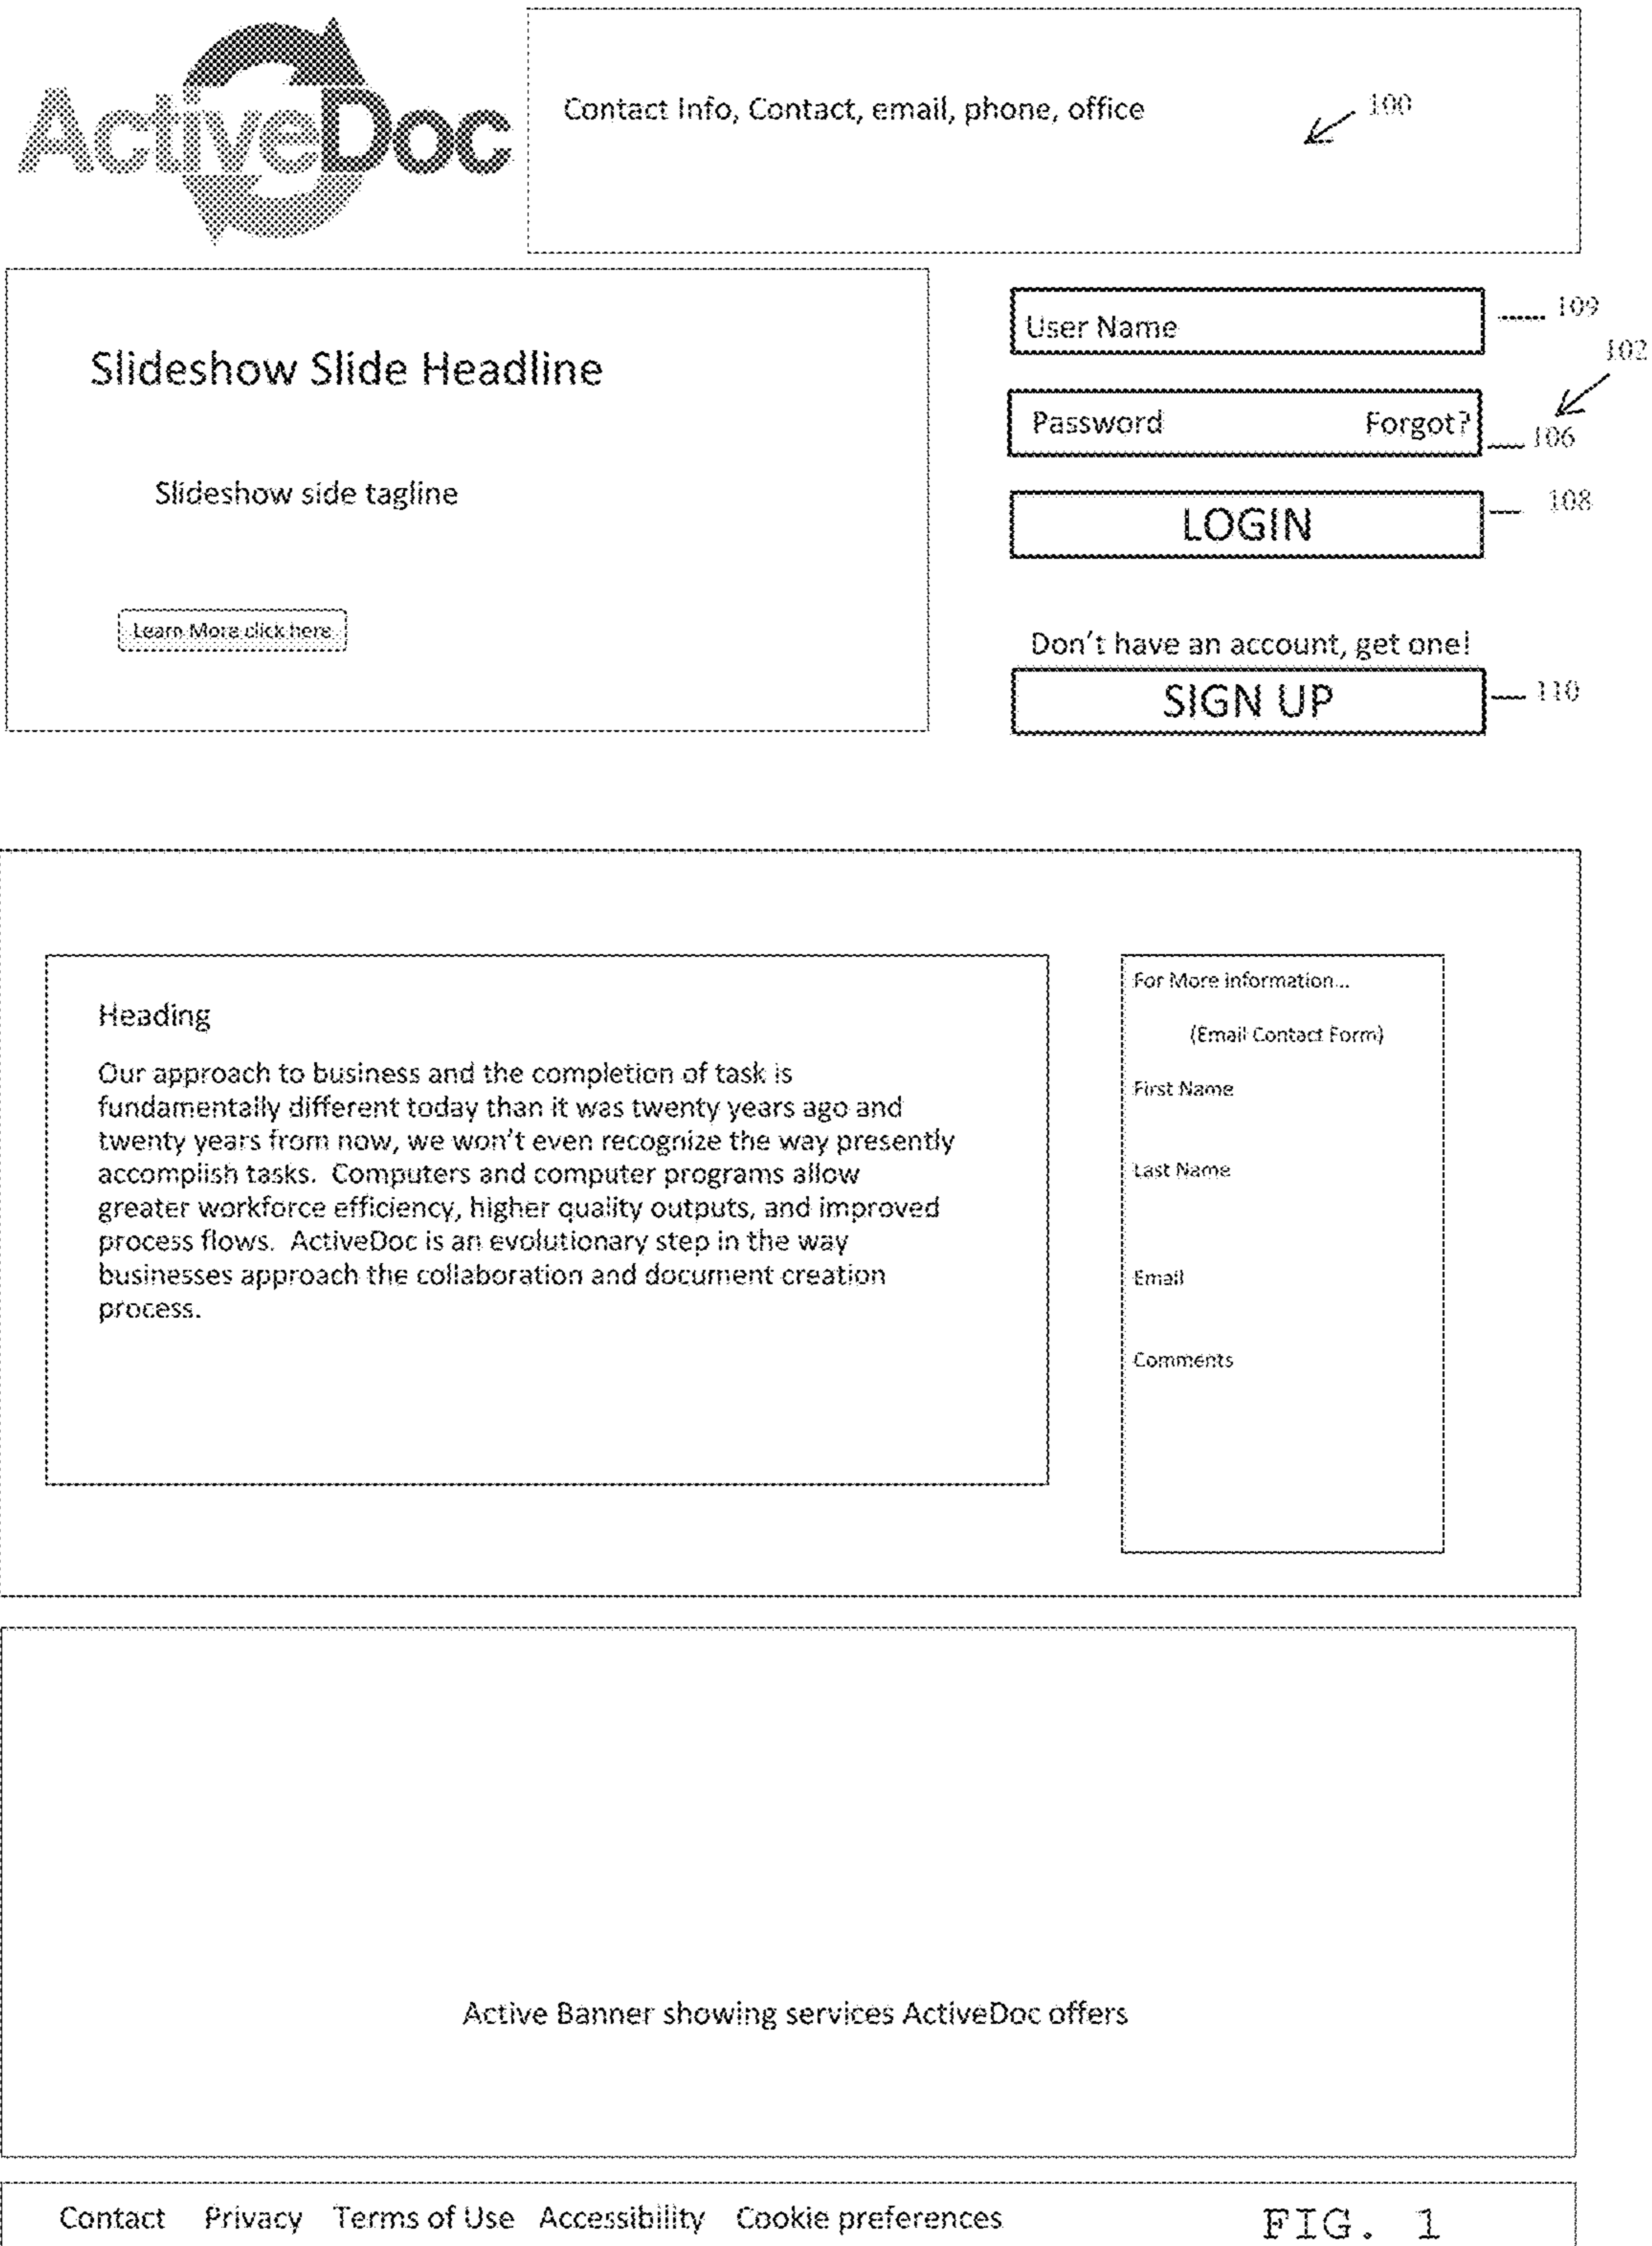 ActiveDoc
Contact Info, Contact, email, phone, office
100
Slideshow Slide Headline
Slideshow side tagline
Learn More click here
User Name
109
102
Password Forgot?
106
LOGIN
108
Don't have an account, get one!
SIGN UP
110
Heading
Our approach to business and the completion of task is
fundamentally different today than it was twenty years ago and
twenty years from now, we won't even recognize the way presently
accomplish tasks. Computers and computer programs allow
greater workforce efficiency, higher quality outputs, and improved
process flows. ActiveDoc is an evolutionary step in the way
businesses approach the collaboration and document creation
process.
For More information...
(Email Contact Form)
First Name
Last Name
Email
Comments
Active Banner showing services ActiveDoc offers
Contact Privacy Terms of Use Accessibility Cookie preferences
FIG. 1